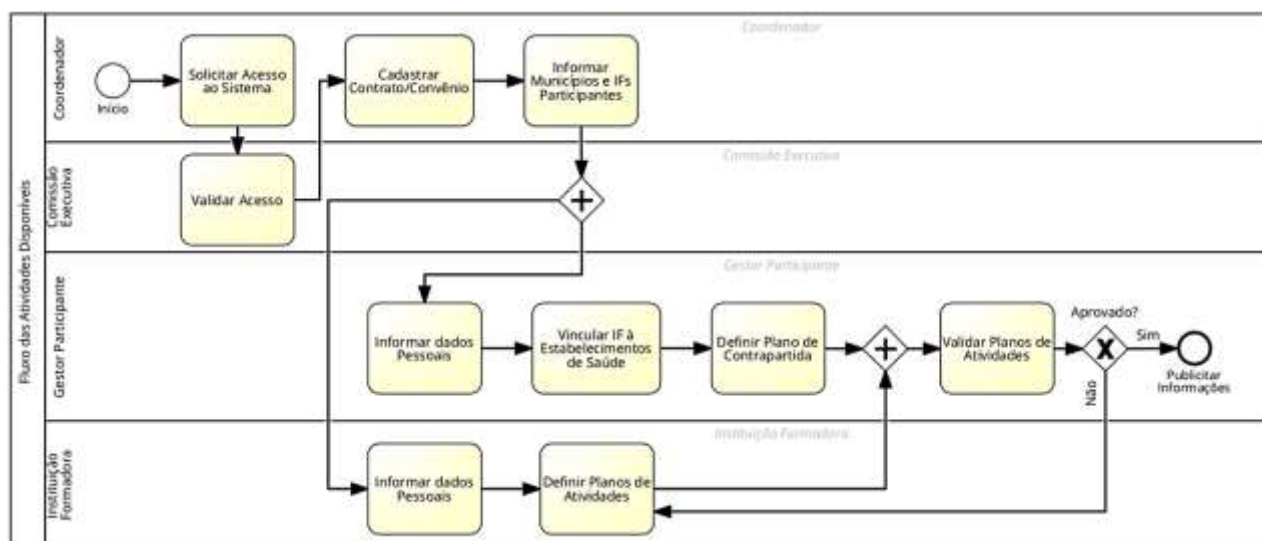 Fluxo das Atividades Disponíveis
Coordenador
Coordenador
Início
Solicitar Acesso
ao Sistema
Cadastrar
Contrato/Convênio
Informar
Municípios e IFs
Participantes
Comissão
Executiva
Comissão Executiva
Validar Acesso
Gestor Participante
Gestor Participante
Informar dados
Pessoais
Vincular IF à
Estabelecimentos
de Saúde
Definir Plano de
Contrapartida
Validar Planos de
Atividades
Aprovado?
Sim
Não
Publicitar
Informações
Instituição
Formadora
Instituição Formadora
Informar dados
Pessoais
Definir Planos de
Atividades